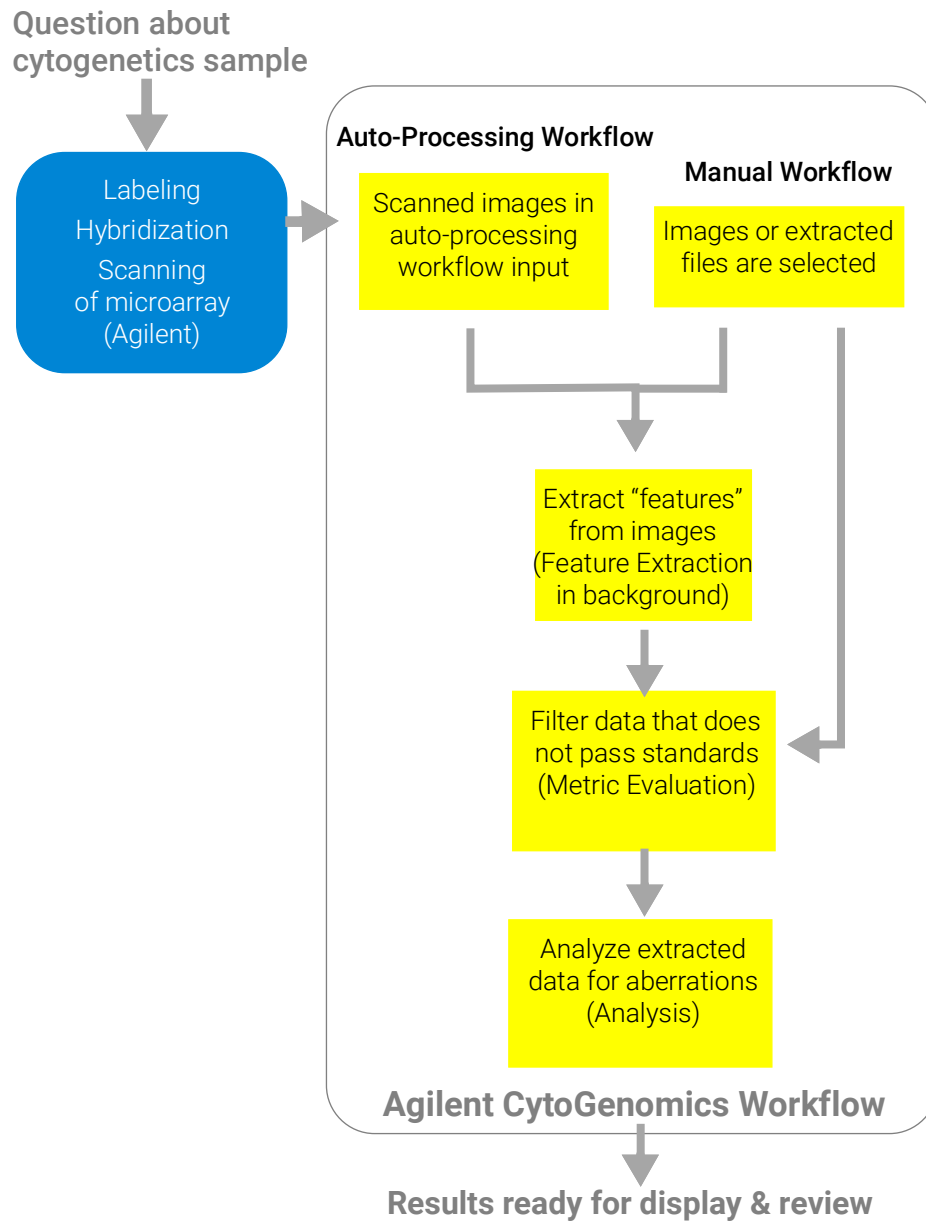 Question about
cytogenetics sample
Labeling
Hybridization
Scanning
of microarray
(Agilent)
Auto-Processing Workflow
Scanned images in
auto-processing
workflow input
Manual Workflow
Images or extracted
files are selected
Extract “features”
from images
(Feature Extraction
in background)
Filter data that does
not pass standards
(Metric Evaluation)
Analyze extracted
data for aberrations
(Analysis)
Agilent CytoGenomics Workflow
Results ready for display & review